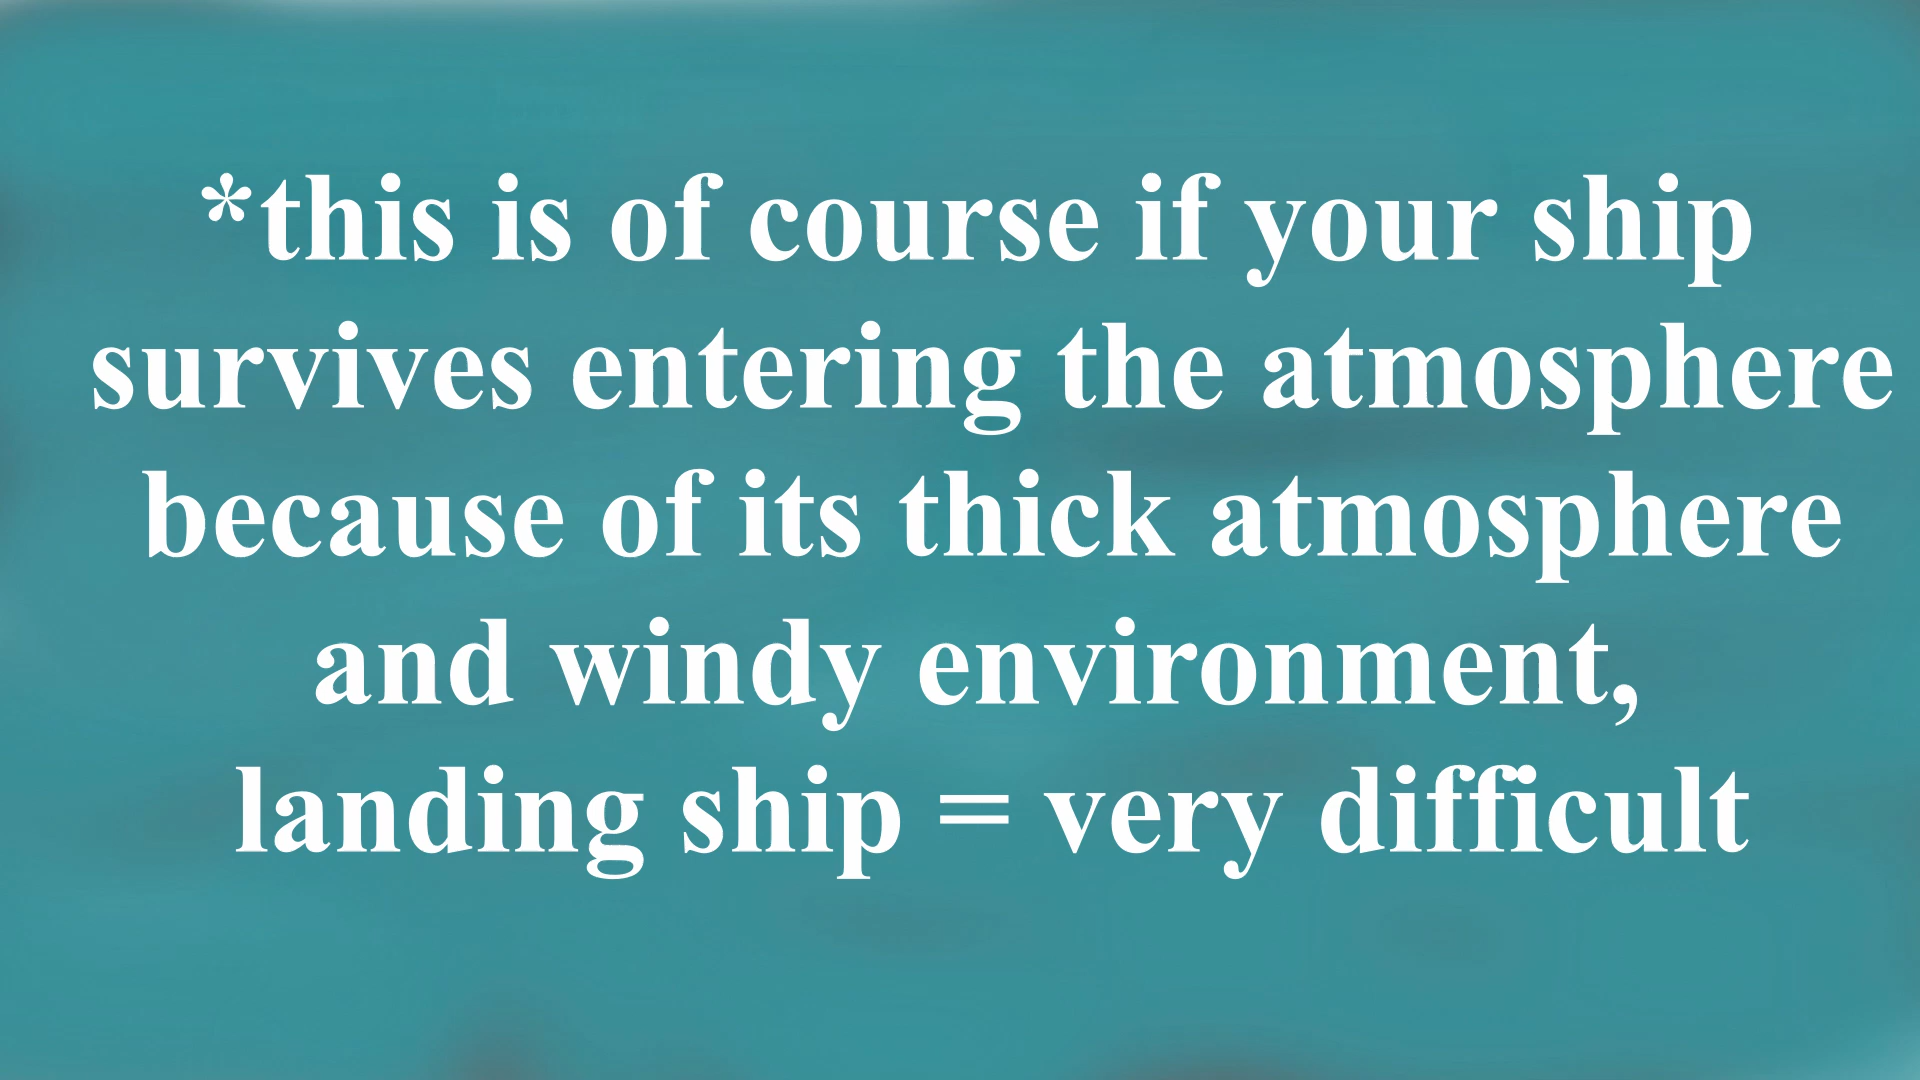 *this is of course if your ship
survives entering the atmosphere
because of its thick atmosphere
and windy environment,
landing ship = very difficult